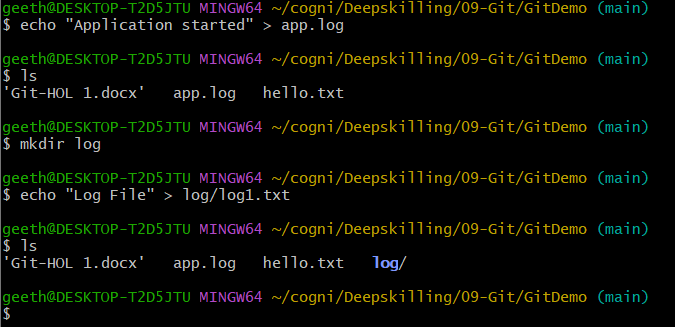 geeth@DESKTOP-T2D5JTU MINGW64 ~/cogni/Deepskilling/09-Git/GitDemo (main)
$ echo "Application started" > app.log
geeth@DESKTOP-T2D5JTU MINGW64 ~/cogni/Deepskilling/09-Git/GitDemo (main)
$ ls
'Git-HOL 1.docx'   app.log   hello.txt
geeth@DESKTOP-T2D5JTU MINGW64 ~/cogni/Deepskilling/09-Git/GitDemo (main)
$ mkdir log
geeth@DESKTOP-T2D5JTU MINGW64 ~/cogni/Deepskilling/09-Git/GitDemo (main)
$ echo "Log File" > log/log1.txt
geeth@DESKTOP-T2D5JTU MINGW64 ~/cogni/Deepskilling/09-Git/GitDemo (main)
$ ls
'Git-HOL 1.docx'   app.log   hello.txt   log/
geeth@DESKTOP-T2D5JTU MINGW64 ~/cogni/Deepskilling/09-Git/GitDemo (main)
$